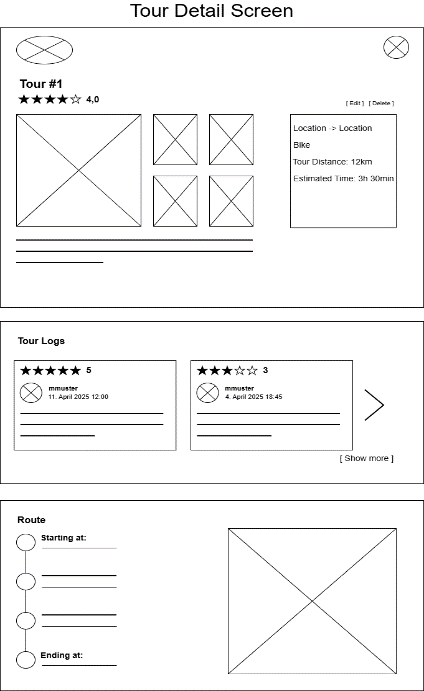 Tour Detail Screen
Tour #1
★★★★☆ 4,0
[ Edit ] [ Delete ]
Location -> Location
Bike
Tour Distance: 12km
Estimated Time: 3h 30min
Tour Logs
★★★★★ 5
mmuster
11. April 2025 12:00
★★★☆☆ 3
mmuster
4. April 2025 18:45
[ Show more ]
Route
Starting at:
Ending at: